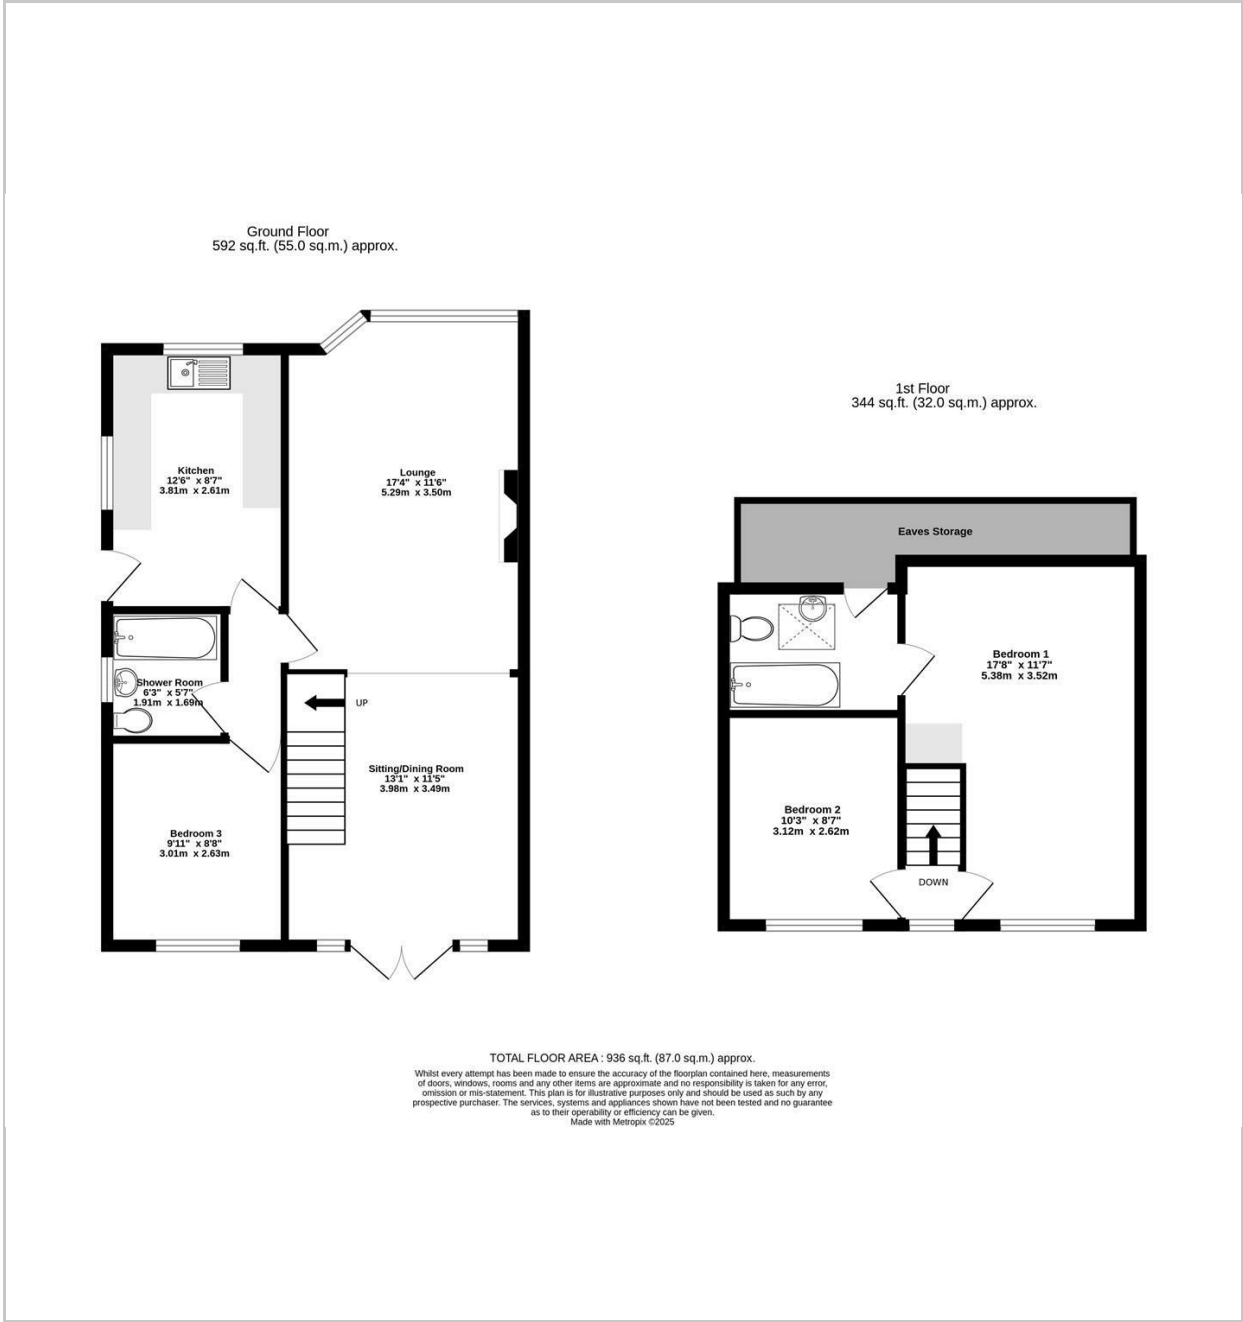 Ground Floor
592 sq.ft. (55.0 sq.m.) approx.
1st Floor
344 sq.ft. (32.0 sq.m.) approx.
Kitchen
12'6" x 8'7"
3.81m x 2.61m
Lounge
17'4" x 11'6"
5.29m x 3.50m
Shower Room
6'3" x 5'7"
1.91m x 1.69m
UP
Sitting/Dining Room
13'1" x 11'5"
3.98m x 3.49m
Bedroom 3
9'11" x 8'8"
3.01m x 2.63m
Eaves Storage
Bedroom 1
17'8" x 11'7"
5.38m x 3.52m
Bedroom 2
10'3" x 8'7"
3.12m x 2.62m
DOWN
TOTAL FLOOR AREA : 936 sq.ft. (87.0 sq.m.) approx.
Whilst every attempt has been made to ensure the accuracy of the floorplan contained here, measurements
of doors, windows, rooms and any other items are approximate and no responsibility is taken for any error,
omission or mis-statement. This plan is for illustrative purposes only and should be used as such by any
prospective purchaser. The services, systems and appliances shown have not been tested and no guarantee
as to their operability or efficiency can be given.
Made with Metropix ©2025